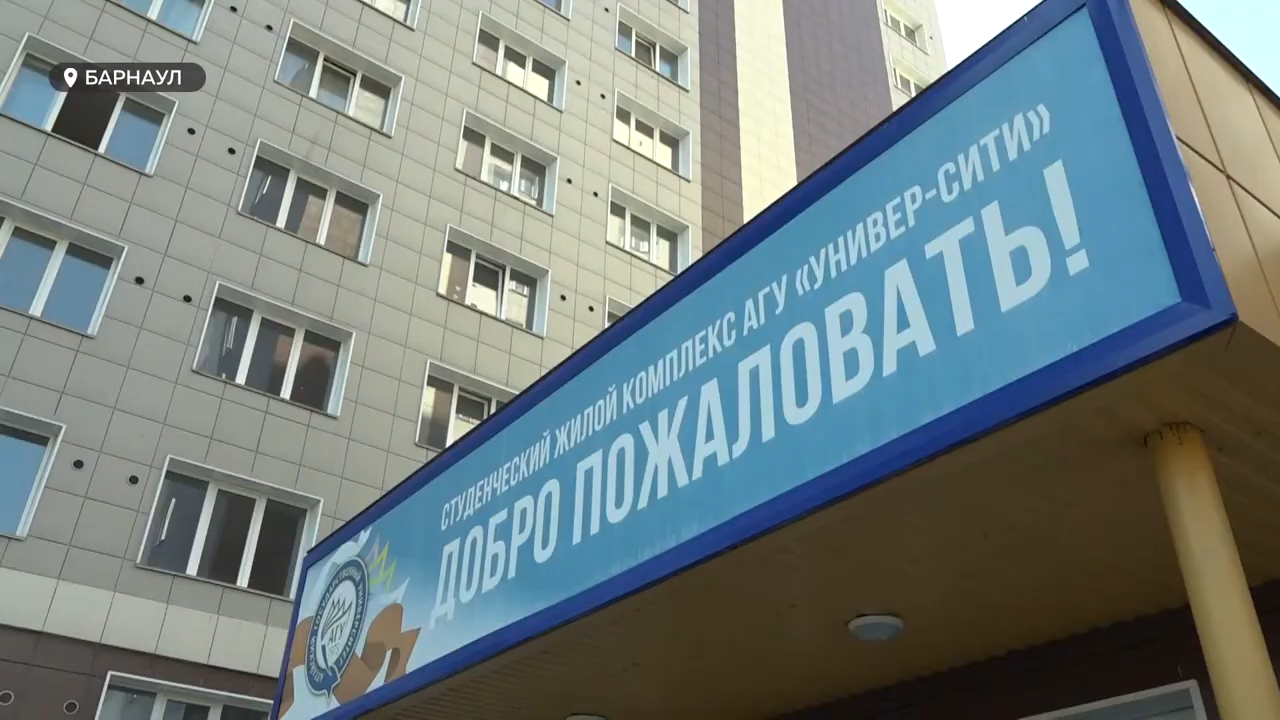 БАРНАУЛ
СТУДЕНЧЕСКИЙ ЖИЛОЙ КОМПЛЕКС АГУ «УНИВЕР-СИТИ»
ДОБРО ПОЖАЛОВАТЬ!
АГУ